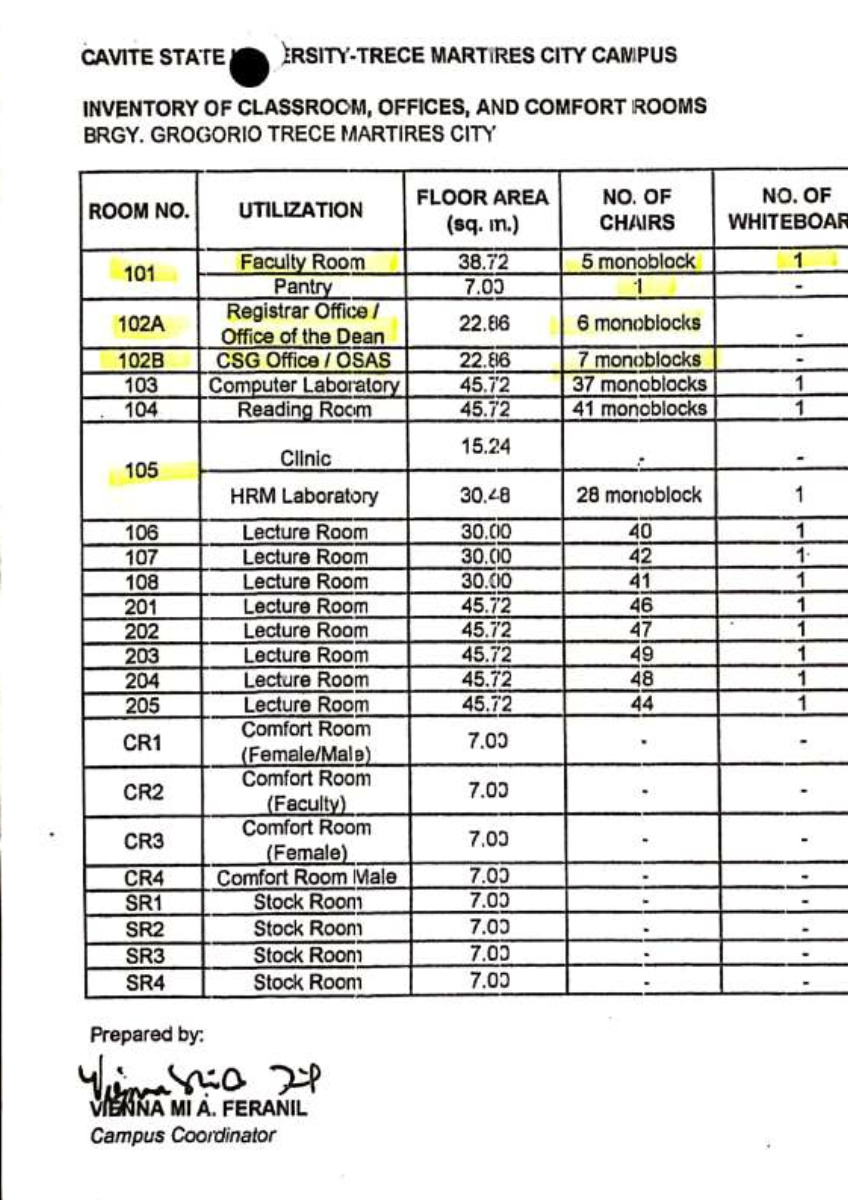 CAVITE STATE ERSITY-TRECE MARTIRES CITY CAMPUS
INVENTORY OF CLASSROOM, OFFICES, AND COMFORT ROOMS
BRGY. GROGORIO TRECE MARTIRES CITY
ROOM NO. UTILIZATION FLOOR AREA (sq. m.) NO. OF CHAIRS NO. OF WHITEBOAR
101 Faculty Room 38.72 5 monoblock 1
Pantry 7.00 1 -
102A Registrar Office / Office of the Dean 22.86 6 monoblocks -
102B CSG Office / OSAS 22.86 7 monoblocks -
103 Computer Laboratory 45.72 37 monoblocks 1
104 Reading Room 45.72 41 monoblocks 1
105 Clinic 15.24 - -
HRM Laboratory 30.48 28 monoblock 1
106 Lecture Room 30.00 40 1
107 Lecture Room 30.00 42 1
108 Lecture Room 30.00 41 1
201 Lecture Room 45.72 46 1
202 Lecture Room 45.72 47 1
203 Lecture Room 45.72 49 1
204 Lecture Room 45.72 48 1
205 Lecture Room 45.72 44 1
CR1 Comfort Room (Female/Male) 7.00 - -
CR2 Comfort Room (Faculty) 7.00 - -
CR3 Comfort Room (Female) 7.00 - -
CR4 Comfort Room Male 7.00 - -
SR1 Stock Room 7.00 - -
SR2 Stock Room 7.00 - -
SR3 Stock Room 7.00 - -
SR4 Stock Room 7.00 - -
Prepared by:
VIENNA MI A. FERANIL
Campus Coordinator